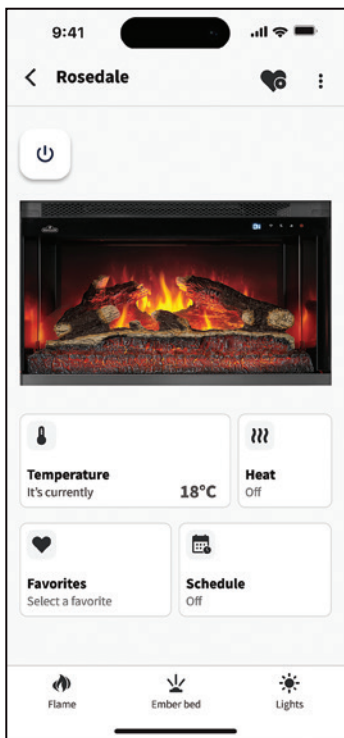 9:41
Rosedale
Temperature
It's currently
18°C
Heat
Off
Favorites
Select a favorite
Schedule
Off
Flame
Ember bed
Lights